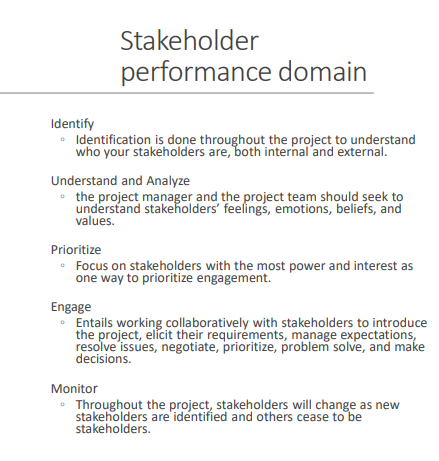 Stakeholder
performance domain
Identify
◦ Identification is done throughout the project to understand
who your stakeholders are, both internal and external.
Understand and Analyze
◦ the project manager and the project team should seek to
understand stakeholders’ feelings, emotions, beliefs, and
values.
Prioritize
◦ Focus on stakeholders with the most power and interest as
one way to prioritize engagement.
Engage
◦ Entails working collaboratively with stakeholders to introduce
the project, elicit their requirements, manage expectations,
resolve issues, negotiate, prioritize, problem solve, and make
decisions.
Monitor
◦ Throughout the project, stakeholders will change as new
stakeholders are identified and others cease to be
stakeholders.